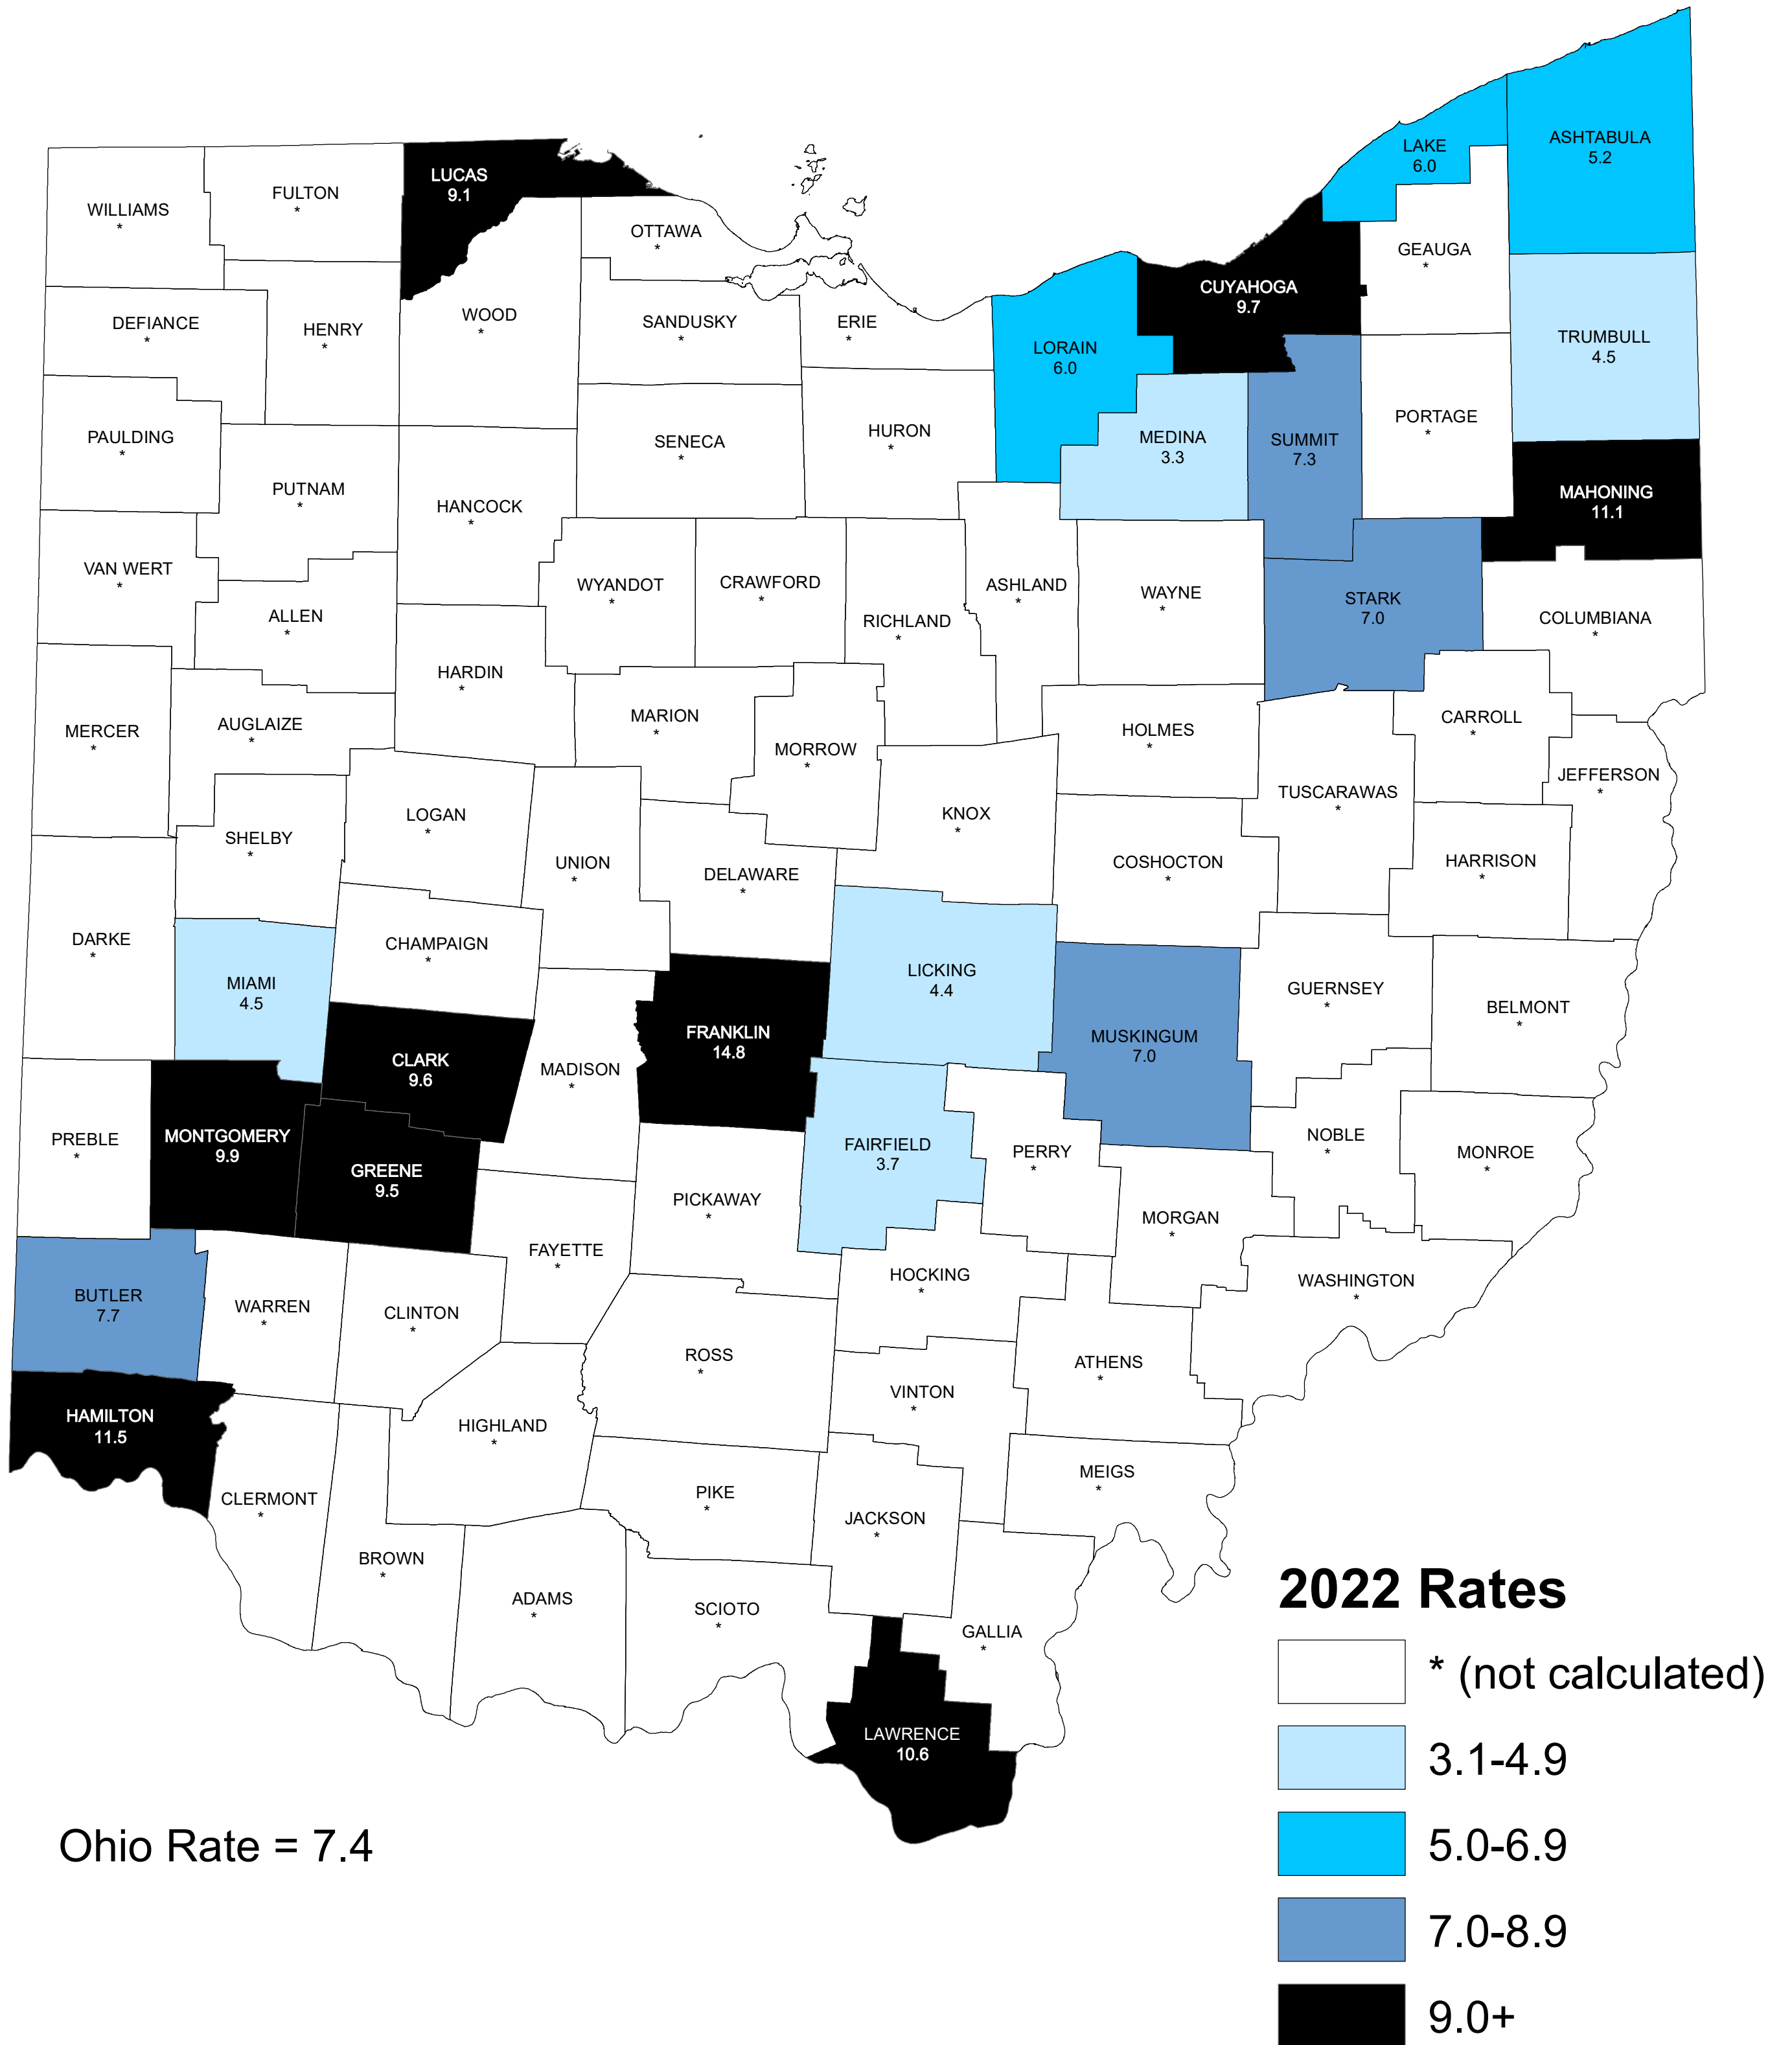 ASHTABULA
5.2
LAKE
6.0
LUCAS
9.1
FULTON
*
WILLIAMS
*
OTTAWA
*
GEAUGA
*
CUYAHOGA
9.7
WOOD
*
SANDUSKY
*
ERIE
*
DEFIANCE
*
HENRY
*
LORAIN
6.0
TRUMBULL
4.5
PORTAGE
*
HURON
*
MEDINA
3.3
SUMMIT
7.3
SENECA
*
PAULDING
*
PUTNAM
*
HANCOCK
*
MAHONING
11.1
VAN WERT
*
WYANDOT
*
CRAWFORD
*
ASHLAND
*
WAYNE
*
STARK
7.0
ALLEN
*
RICHLAND
*
COLUMBIANA
*
HARDIN
*
MERCER
*
AUGLAIZE
*
MARION
*
MORROW
*
HOLMES
*
CARROLL
*
JEFFERSON
*
TUSCARAWAS
*
LOGAN
*
KNOX
*
SHELBY
*
UNION
*
DELAWARE
*
COSHOCTON
*
HARRISON
*
DARKE
*
CHAMPAIGN
*
MIAMI
4.5
LICKING
4.4
GUERNSEY
*
BELMONT
*
FRANKLIN
14.8
MUSKINGUM
7.0
CLARK
9.6
MADISON
*
PREBLE
*
MONTGOMERY
9.9
GREENE
9.5
FAIRFIELD
3.7
PERRY
*
NOBLE
*
MONROE
*
PICKAWAY
*
MORGAN
*
FAYETTE
*
HOCKING
*
WASHINGTON
*
BUTLER
7.7
WARREN
*
CLINTON
*
ROSS
*
ATHENS
*
VINTON
*
HAMILTON
11.5
HIGHLAND
*
CLERMONT
*
PIKE
*
JACKSON
*
MEIGS
*
BROWN
*
ADAMS
*
SCIOTO
*
GALLIA
*
LAWRENCE
10.6
Ohio Rate = 7.4
2022 Rates
* (not calculated)
3.1-4.9
5.0-6.9
7.0-8.9
9.0+